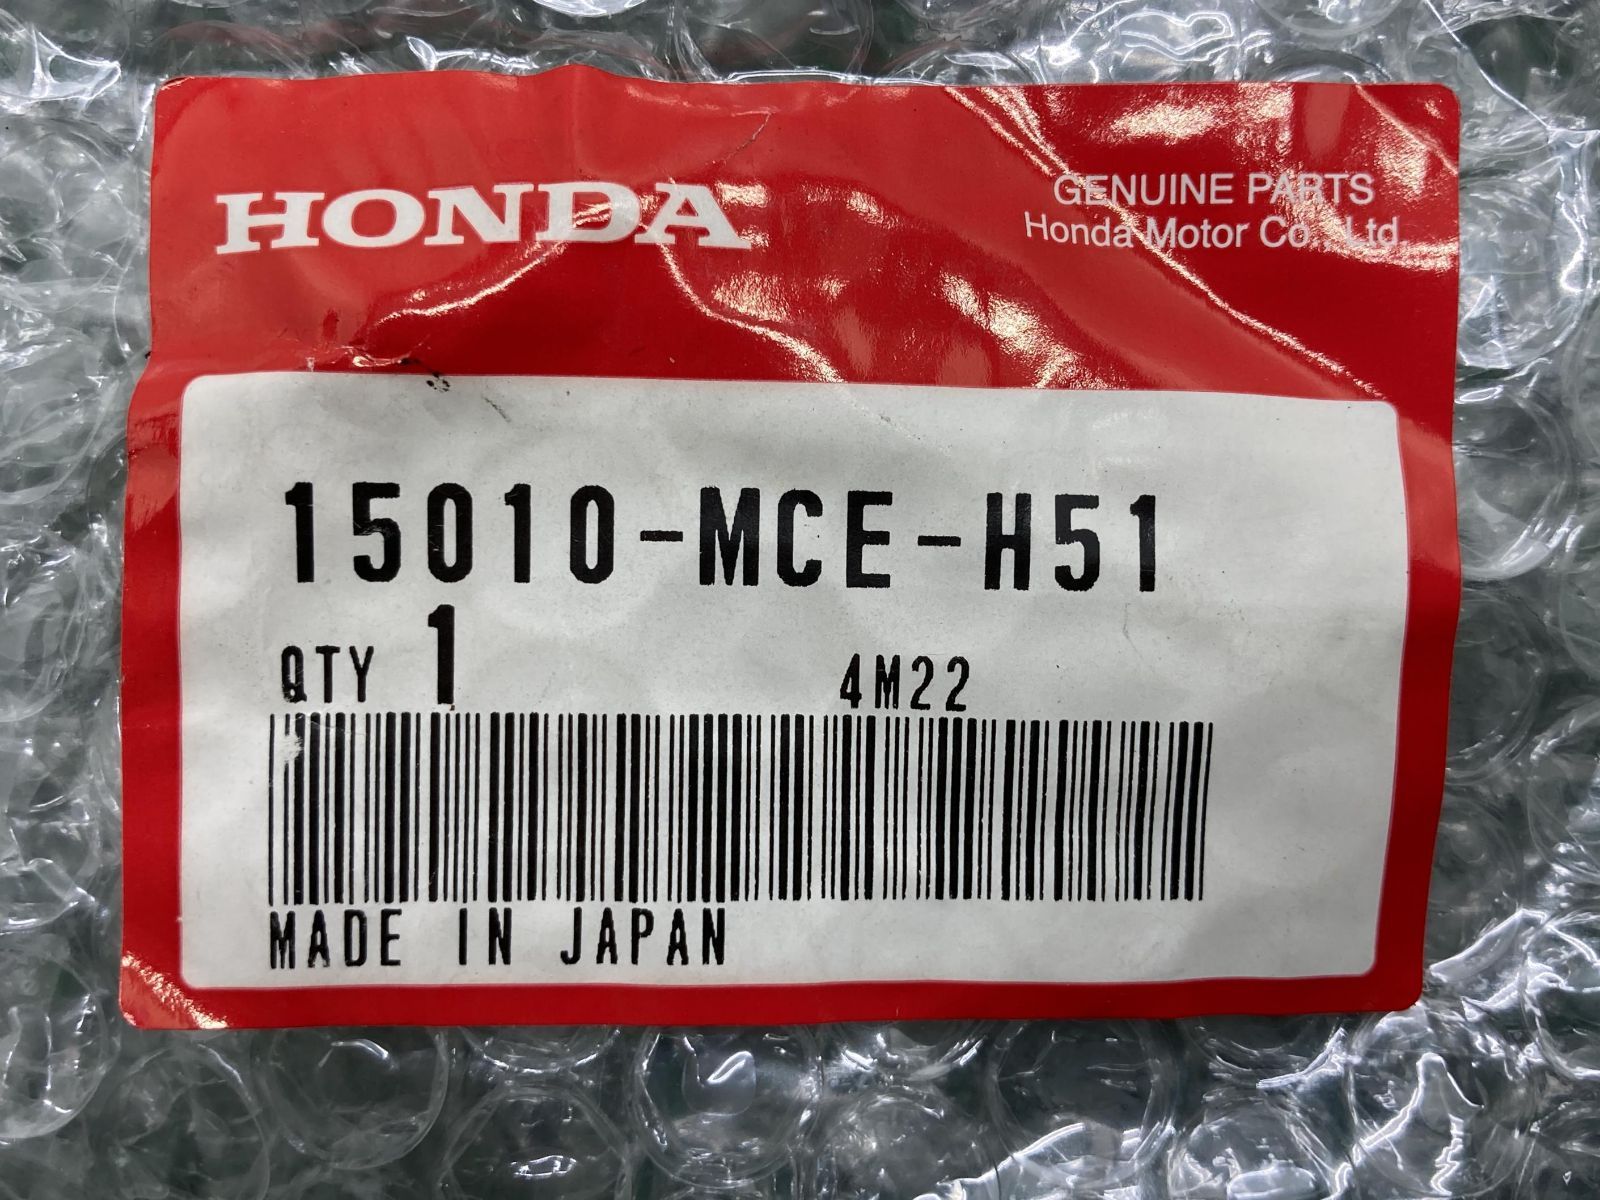 HONDA
GENUINE PARTS
Honda Motor Co., Ltd.
15010-MCE-H51
QTY 1 4M22
MADE IN JAPAN